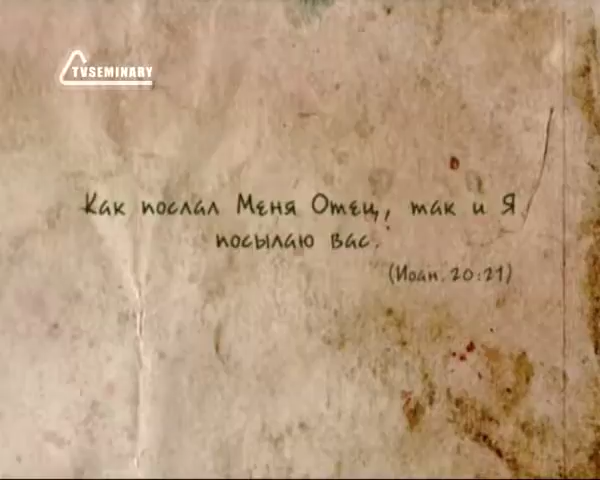 TVSEMINARY
Как послал Меня Отец, так и Я
посылаю вас.
(Иоан. 20:21)